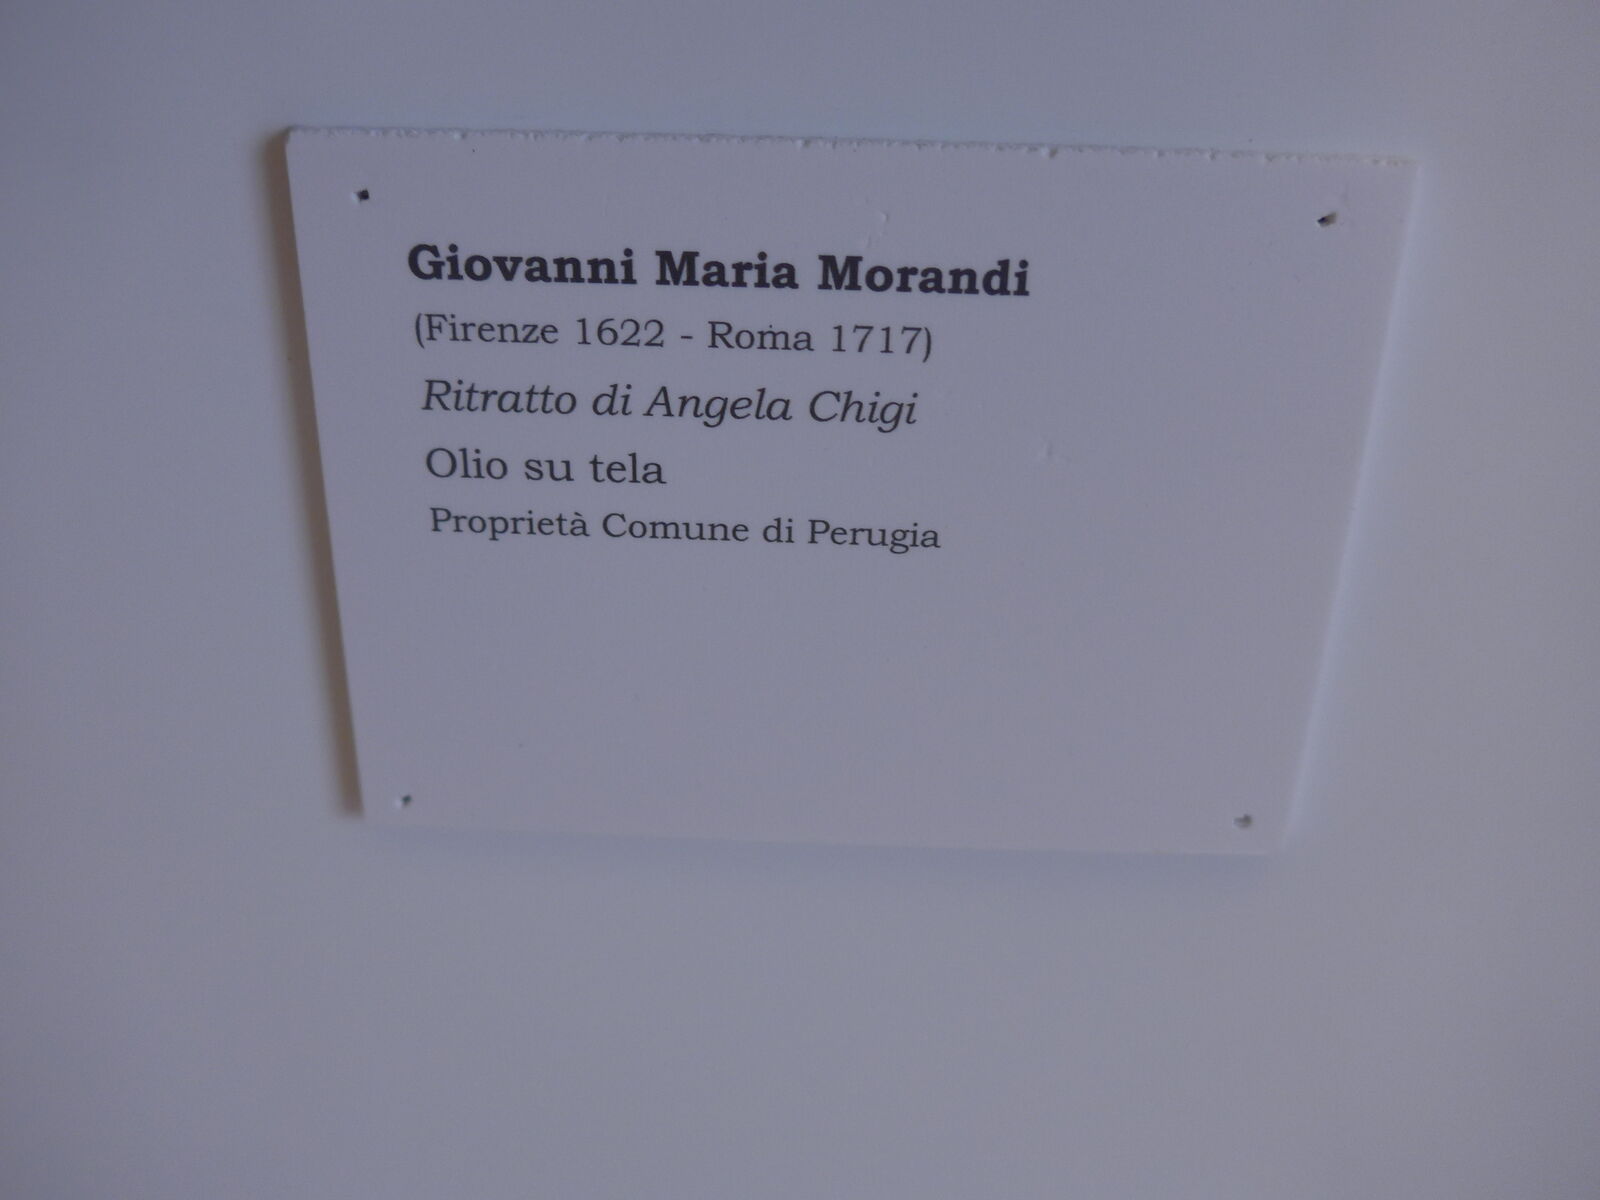 Giovanni Maria Morandi
(Firenze 1622 - Roma 1717)
Ritratto di Angela Chigi
Olio su tela
Proprietà Comune di Perugia